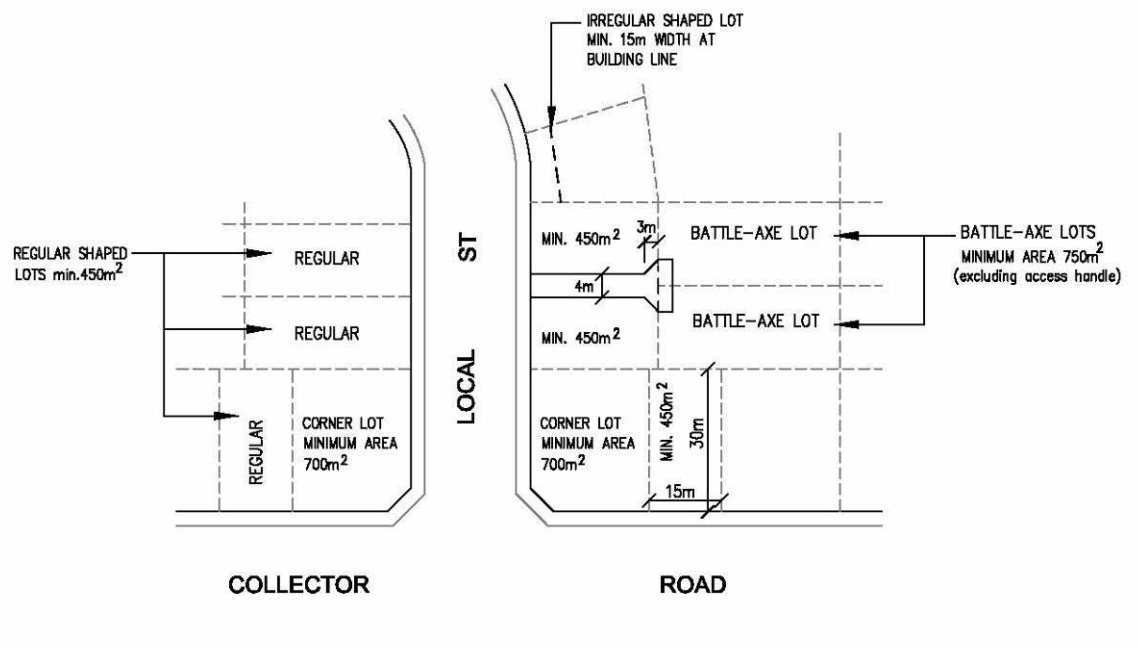 IRREGULAR SHAPED LOT
MIN. 15m WIDTH AT
BUILDING LINE
REGULAR SHAPED
LOTS min.450m²
REGULAR
REGULAR
REGULAR
CORNER LOT
MINIMUM AREA
700m²
LOCAL ST
MIN. 450m²
3m
BATTLE-AXE LOT
BATTLE-AXE LOTS
MINIMUM AREA 750m²
(excluding access handle)
4m
MIN. 450m²
BATTLE-AXE LOT
CORNER LOT
MINIMUM AREA
700m²
MIN. 450m²
30m
15m
COLLECTOR ROAD